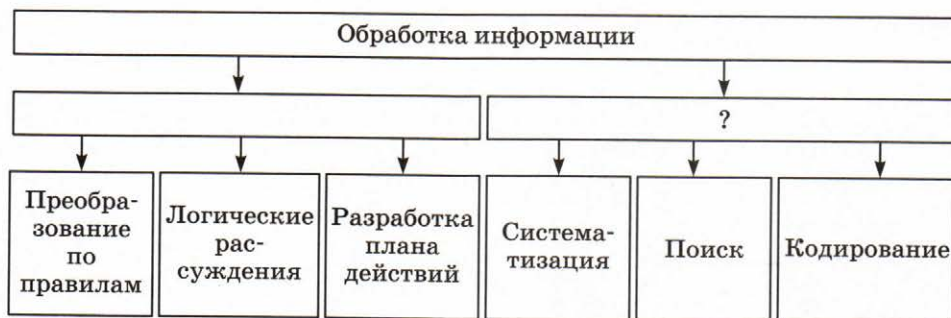 Обработка информации
?
Преобра-
зование
по
правилам
Логические
рас-
суждения
Разработка
плана
действий
Система-
тизация
Поиск
Кодирование